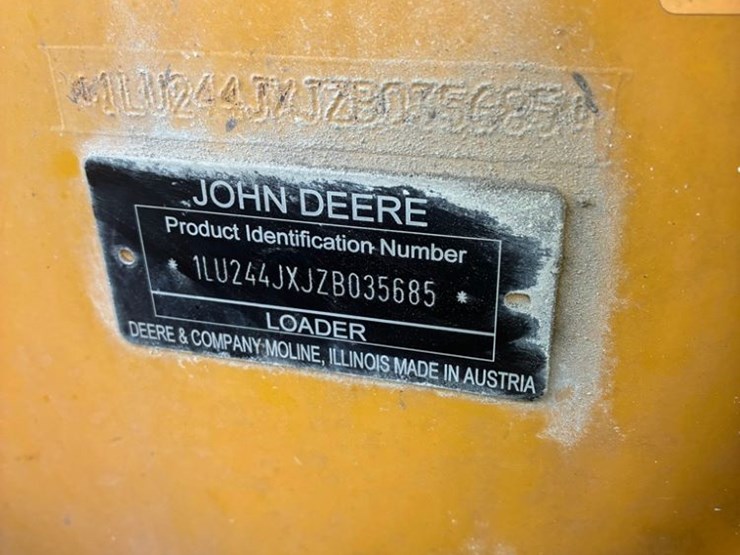 *1LU244JXJZB035685*
JOHN DEERE
Product Identification Number
* 1LU244JXJZB035685 *
LOADER
DEERE & COMPANY MOLINE, ILLINOIS MADE IN AUSTRIA